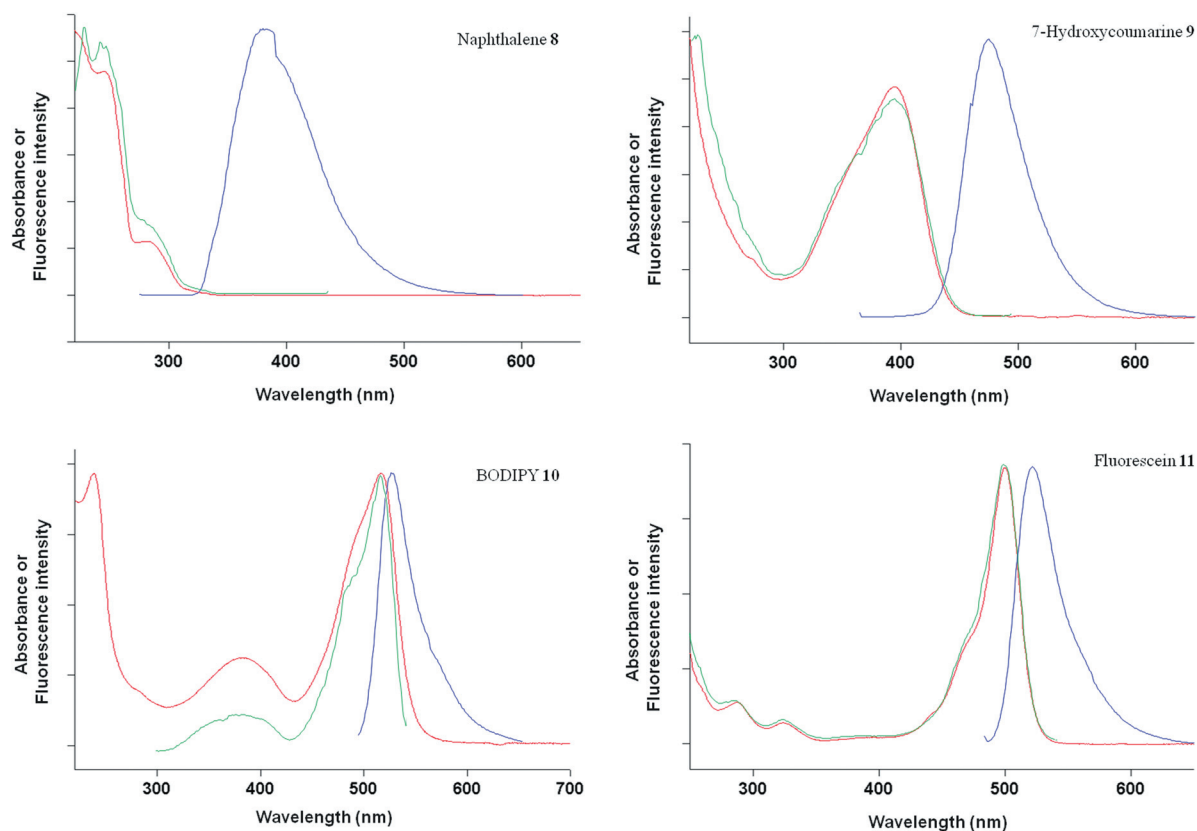 Naphthalene 8
Absorbance or
Fluorescence intensity
300
400
500
600
Wavelength (nm)
7-Hydroxycoumarine 9
Absorbance or
Fluorescence intensity
300
400
500
600
Wavelength (nm)
BODIPY 10
Absorbance or
Fluorescence intensity
300
400
500
600
700
Wavelength (nm)
Fluorescein 11
Absorbance or
Fluorescence intensity
300
400
500
600
Wavelength (nm)